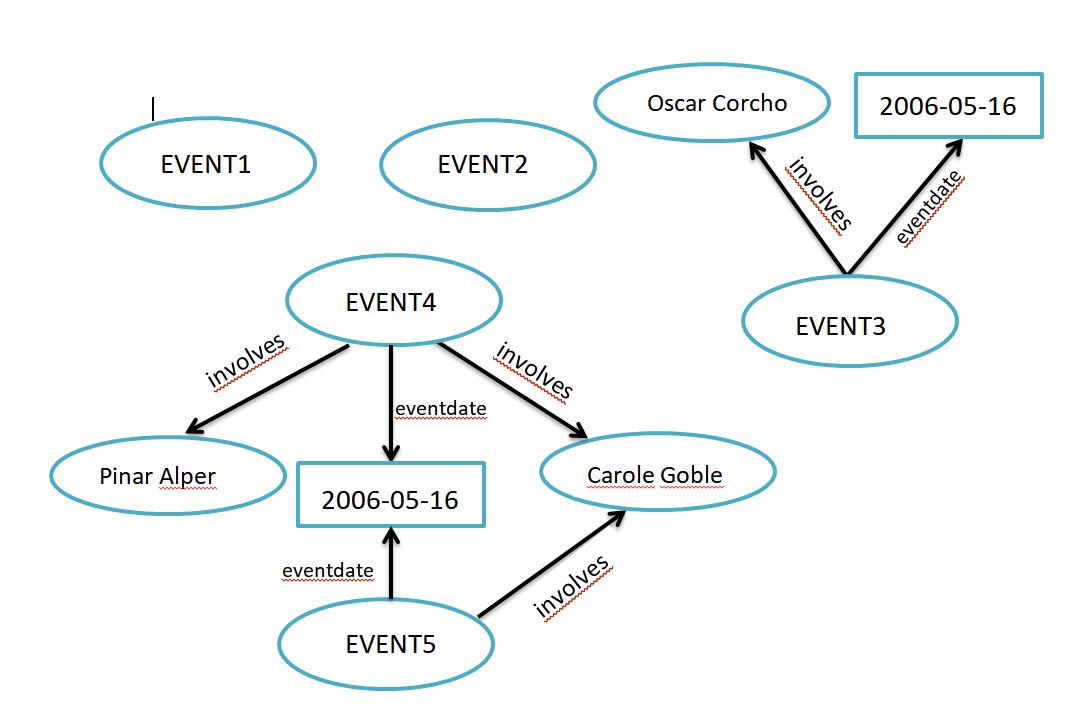 Oscar Corcho
2006-05-16
EVENT1
EVENT2
involves
eventdate
EVENT4
EVENT3
involves
involves
eventdate
Pinar Alper
Carole Goble
2006-05-16
eventdate
involves
EVENT5